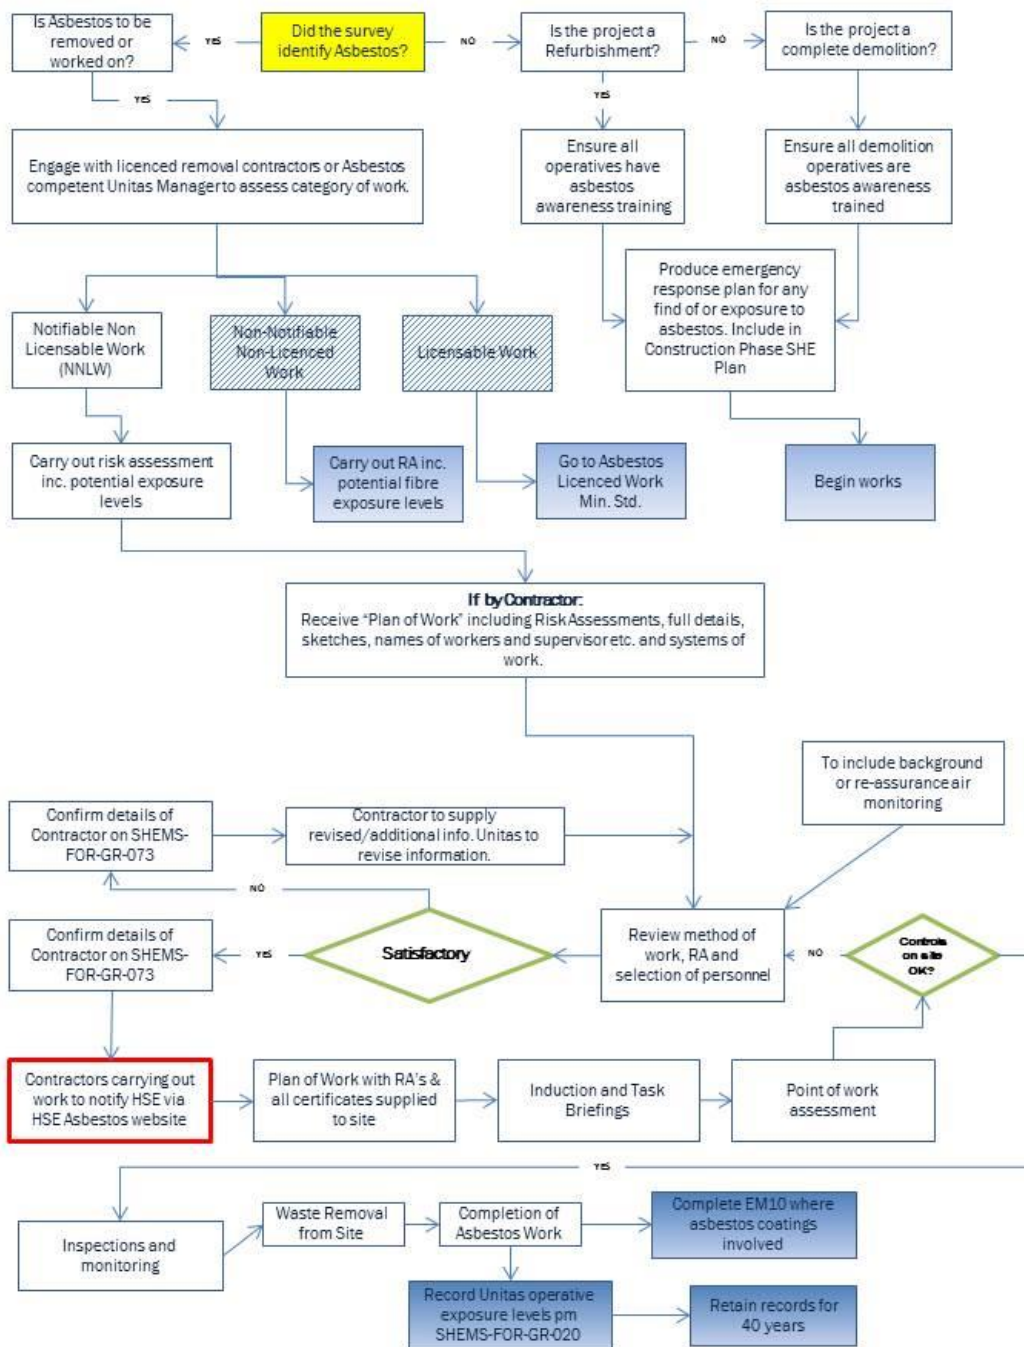 Is Asbestos to be
removed or
worked on?
YES
Did the survey
identify Asbestos?
NO
Is the project a
Refurbishment?
NO
Is the project a
complete demolition?
YES
YES
Engage with licenced removal contractors or Asbestos
competent Unitas Manager to assess category of work.
Ensure all
operatives have
asbestos
awareness training
Ensure all demolition
operatives are
asbestos awareness
trained
Produce emergency
response plan for any
find of or exposure to
asbestos. Include in
Construction Phase SHE
Plan
Notifiable Non
Licensable Work
(NNLW)
Non-Notifiable
Non-Licenced
Work
Licensable Work
Carry out risk assessment
inc. potential exposure
levels
Carry out RA inc.
potential fibre
exposure levels
Go to Asbestos
Licenced Work
Min. Std.
Begin works
If by Contractor:
Receive “Plan of Work” including Risk Assessments, full details,
sketches, names of workers and supervisor etc. and systems of
work.
To include background
or re-assurance air
monitoring
Confirm details of
Contractor on SHEMS-
FOR-GR-073
Contractor to supply
revised/additional info. Unitas to
revise information.
NO
Confirm details of
Contractor on SHEMS-
FOR-GR-073
YES
Satisfactory
Review method of
work, RA and
selection of personnel
NO
Controls
on site
OK?
Contractors carrying out
work to notify HSE via
HSE Asbestos website
Plan of Work with RA's &
all certificates supplied
to site
Induction and Task
Briefings
Point of work
assessment
YES
Inspections and
monitoring
Waste Removal
from Site
Completion of
Asbestos Work
Complete EM10 where
asbestos coatings
involved
Record Unitas operative
exposure levels pm
SHEMS-FOR-GR-020
Retain records for
40 years